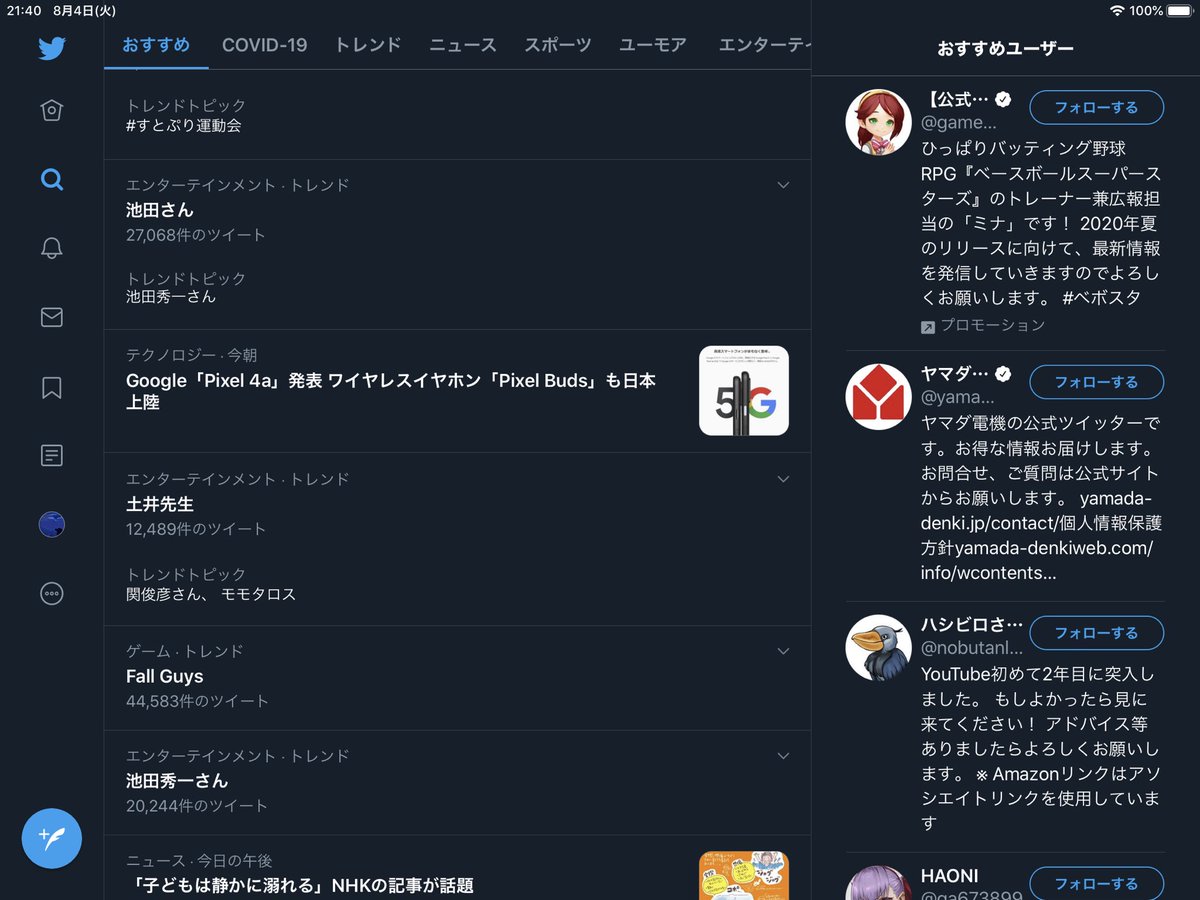 21:40 8月4日(火)
100%
おすすめ COVID-19 トレンド ニュース スポーツ ユーモア エンターティ
トレンドトピック
#すとぷり運動会
エンターテインメント · トレンド
池田さん
27,068件のツイート
トレンドトピック
池田秀一さん
テクノロジー · 今朝
Google「Pixel 4a」発表 ワイヤレスイヤホン「Pixel Buds」も日本
上陸
5G
エンターテインメント · トレンド
土井先生
12,489件のツイート
トレンドトピック
関俊彦さん、 モモタロス
ゲーム · トレンド
Fall Guys
44,583件のツイート
エンターテインメント · トレンド
池田秀一さん
20,244件のツイート
ニュース · 今日の午後
「子どもは静かに溺れる」NHKの記事が話題
おすすめユーザー
【公式…
フォローする
@game...
ひっぱりバッティング野球
RPG『ベースボールスーパース
ターズ』のトレーナー兼広報担
当の「ミナ」です！ 2020年夏
のリリースに向けて、最新情報
を発信していきますのでよろし
くお願いします。 #ベボスタ
プロモーション
ヤマダ…
フォローする
@yama...
ヤマダ電機の公式ツイッターで
す。お得な情報お届けします。
お問合せ、ご質問は公式サイト
からお願いします。 yamada-
denki.jp/contact/個人情報保護
方針yamada-denkiweb.com/
info/wcontents...
ハシビロさ…
フォローする
@nobutanl...
YouTube初めて2年目に突入し
ました。 もしよかったら見に
来てください！ アドバイス等
ありましたらよろしくお願いし
ます。 ※ Amazonリンクはアソ
シエイトリンクを使用していま
す
HAONI
フォローする
@ga673899